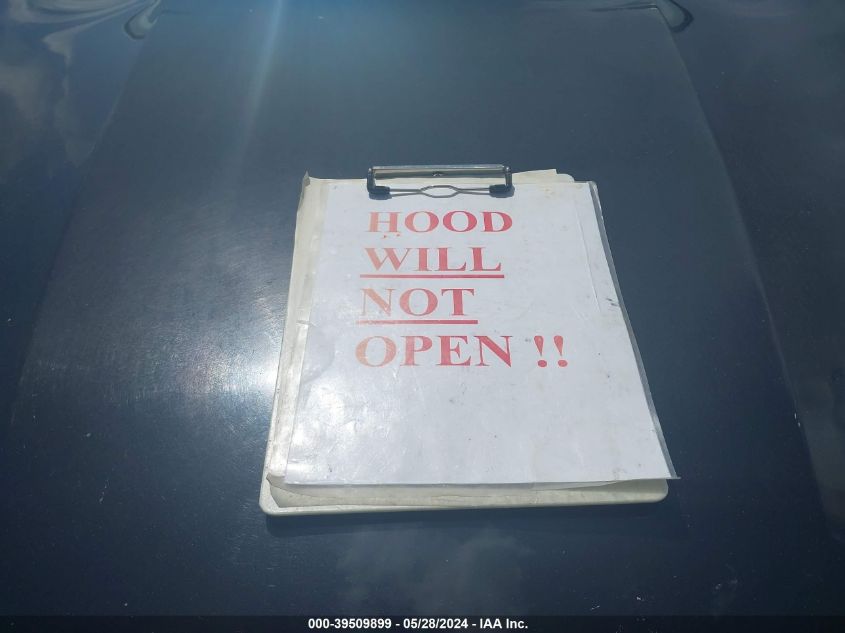 HOOD
WILL
NOT
OPEN !!
000-39509899 - 05/28/2024 - IAA Inc.